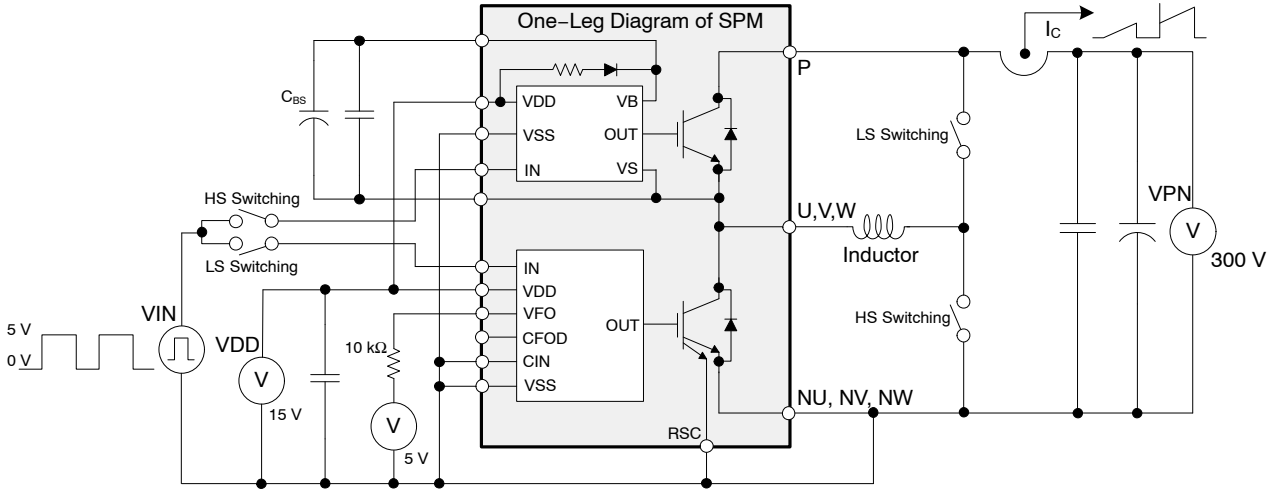 One−Leg Diagram of SPM
IC
P
CBS
VDD
VB
VSS
OUT
IN
VS
LS Switching
HS Switching
LS Switching
U,V,W
Inductor
VPN
V
300 V
IN
VDD
VFO
CFOD
CIN
VSS
OUT
HS Switching
VIN
5 V
0 V
VDD
V
15 V
10 kΩ
V
5 V
RSC
NU, NV, NW